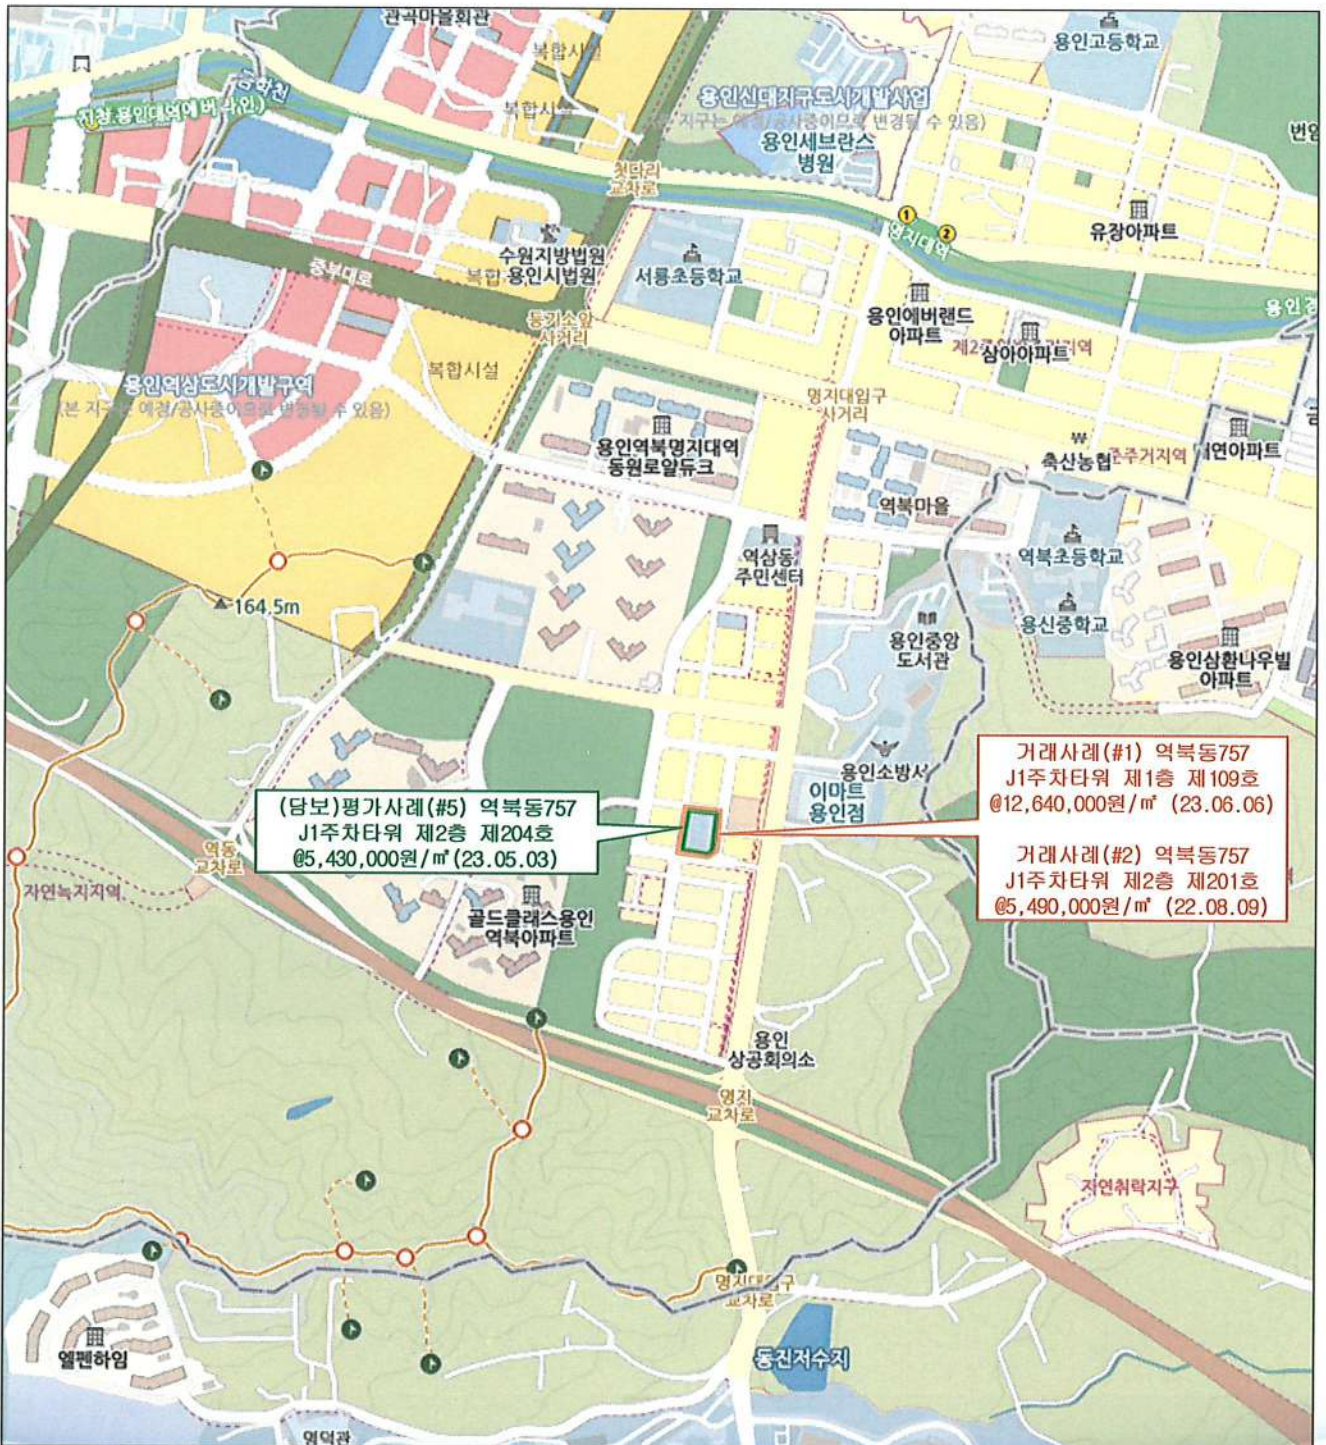 관곡마을회관
복합시설
용인고등학교
금학천
복합시설
용인신대지구도시개발사업
지구는 예정/공사중이므로 변경될 수 있음)
용인세브란스
병원
첫다리
교차로
1
2
명지대역
유장아파트
수원지방법원
용인시법원
복합
서룡초등학교
중부대로
등기소앞
사거리
용인에버랜드
아파트
삼아아파트
복합시설
용인역삼도시개발구역
(본 지구는 예정/공사중이므로 변경될 수 있음)
명지대입구
사거리
용인역북명지대역
동원로얄듀크
축산농협
준주거지역
역북마을
역삼동
주민센터
역북초등학교
용신중학교
164.5m
용인중앙
도서관
용인삼환나우빌
아파트
용인소방서
이마트
용인점
거래사례(#1) 역북동757
J1주차타워 제1층 제109호
@12,640,000원/㎡ (23.06.06)
거래사례(#2) 역북동757
J1주차타워 제2층 제201호
@5,490,000원/㎡ (22.08.09)
(담보)평가사례(#5) 역북동757
J1주차타워 제2층 제204호
@5,430,000원/㎡(23.05.03)
역동
교차로
자연녹지지역
골드클래스용인
역북아파트
용인
상공회의소
명지
교차로
자연취락지구
명지대입구
교차로
엘펜하임
동진저수지
명덕관